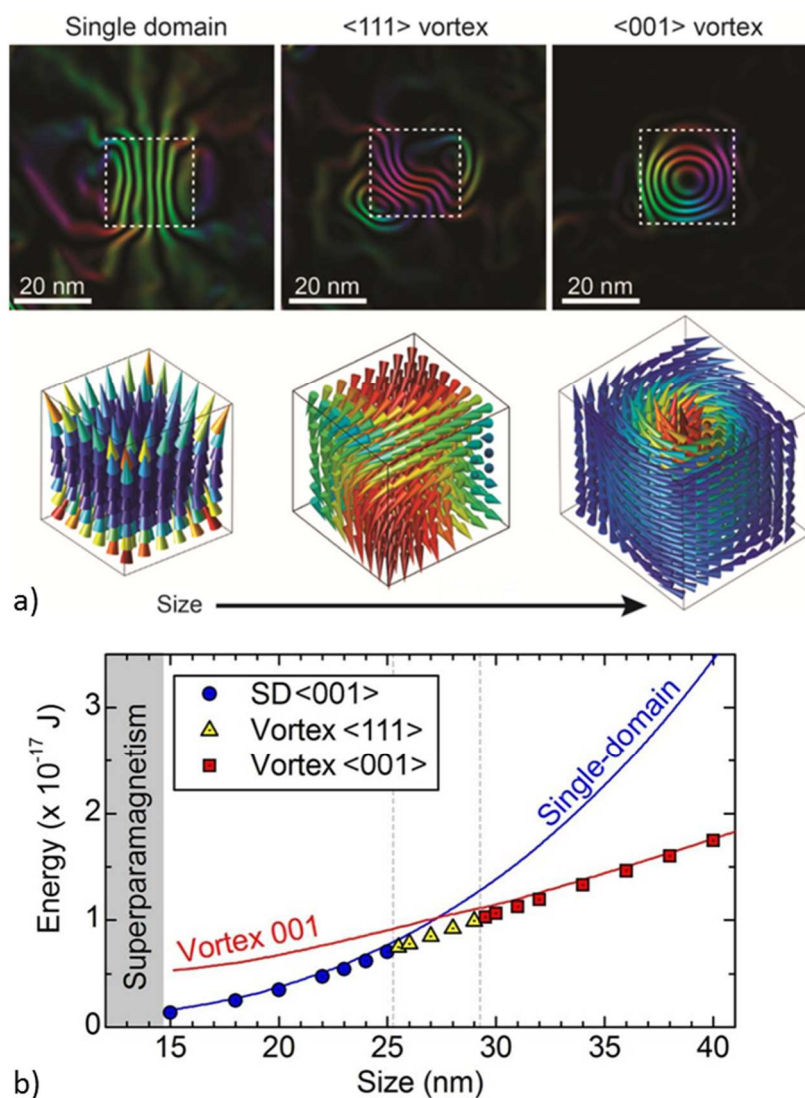 Single domain <111> vortex <001> vortex
20 nm 20 nm 20 nm
a) Size
3
2
1
0
Energy (x 10⁻¹⁷ J)
Superparamagnetism
SD <001>
Vortex <111>
Vortex <001>
Single-domain
Vortex 001
15 20 25 30 35 40
b) Size (nm)